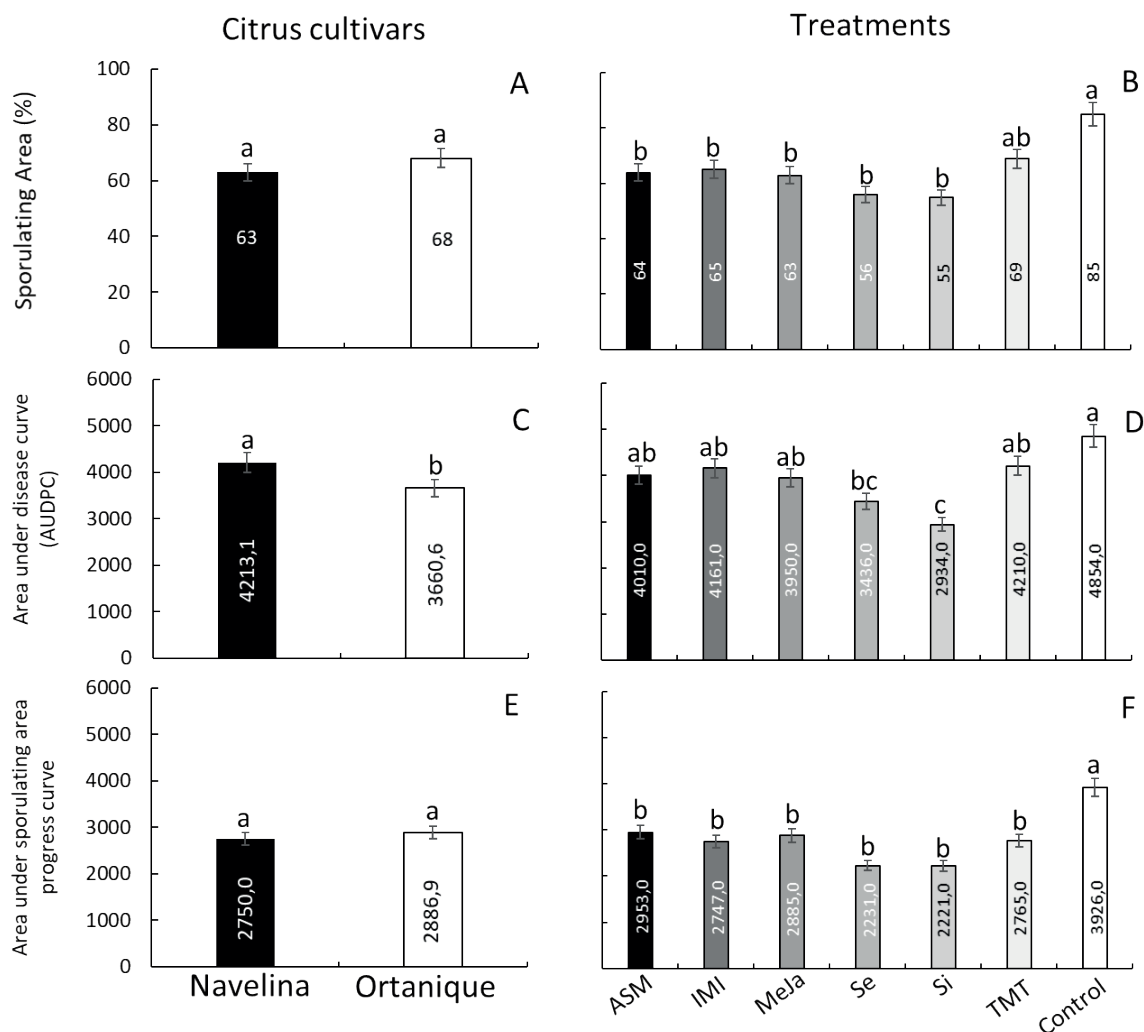 Citrus cultivars
Treatments
Sporulating Area (%)
100
80
60
40
20
0
A
a
a
63
68
B
b
b
b
b
b
ab
a
64
65
63
56
55
69
85
Area under disease curve
(AUDPC)
6000
5000
4000
3000
2000
1000
0
C
a
b
4213,1
3660,6
D
ab
ab
ab
bc
c
ab
a
4010,0
4161,0
3950,0
3436,0
2934,0
4210,0
4854,0
Area under sporulating area
progress curve
6000
5000
4000
3000
2000
1000
0
E
a
a
2750,0
2886,9
Navelina
Ortanique
F
b
b
b
b
b
b
a
2953,0
2747,0
2885,0
2231,0
2221,0
2765,0
3926,0
ASM
IMI
MeJa
Se
Si
TMT
Control